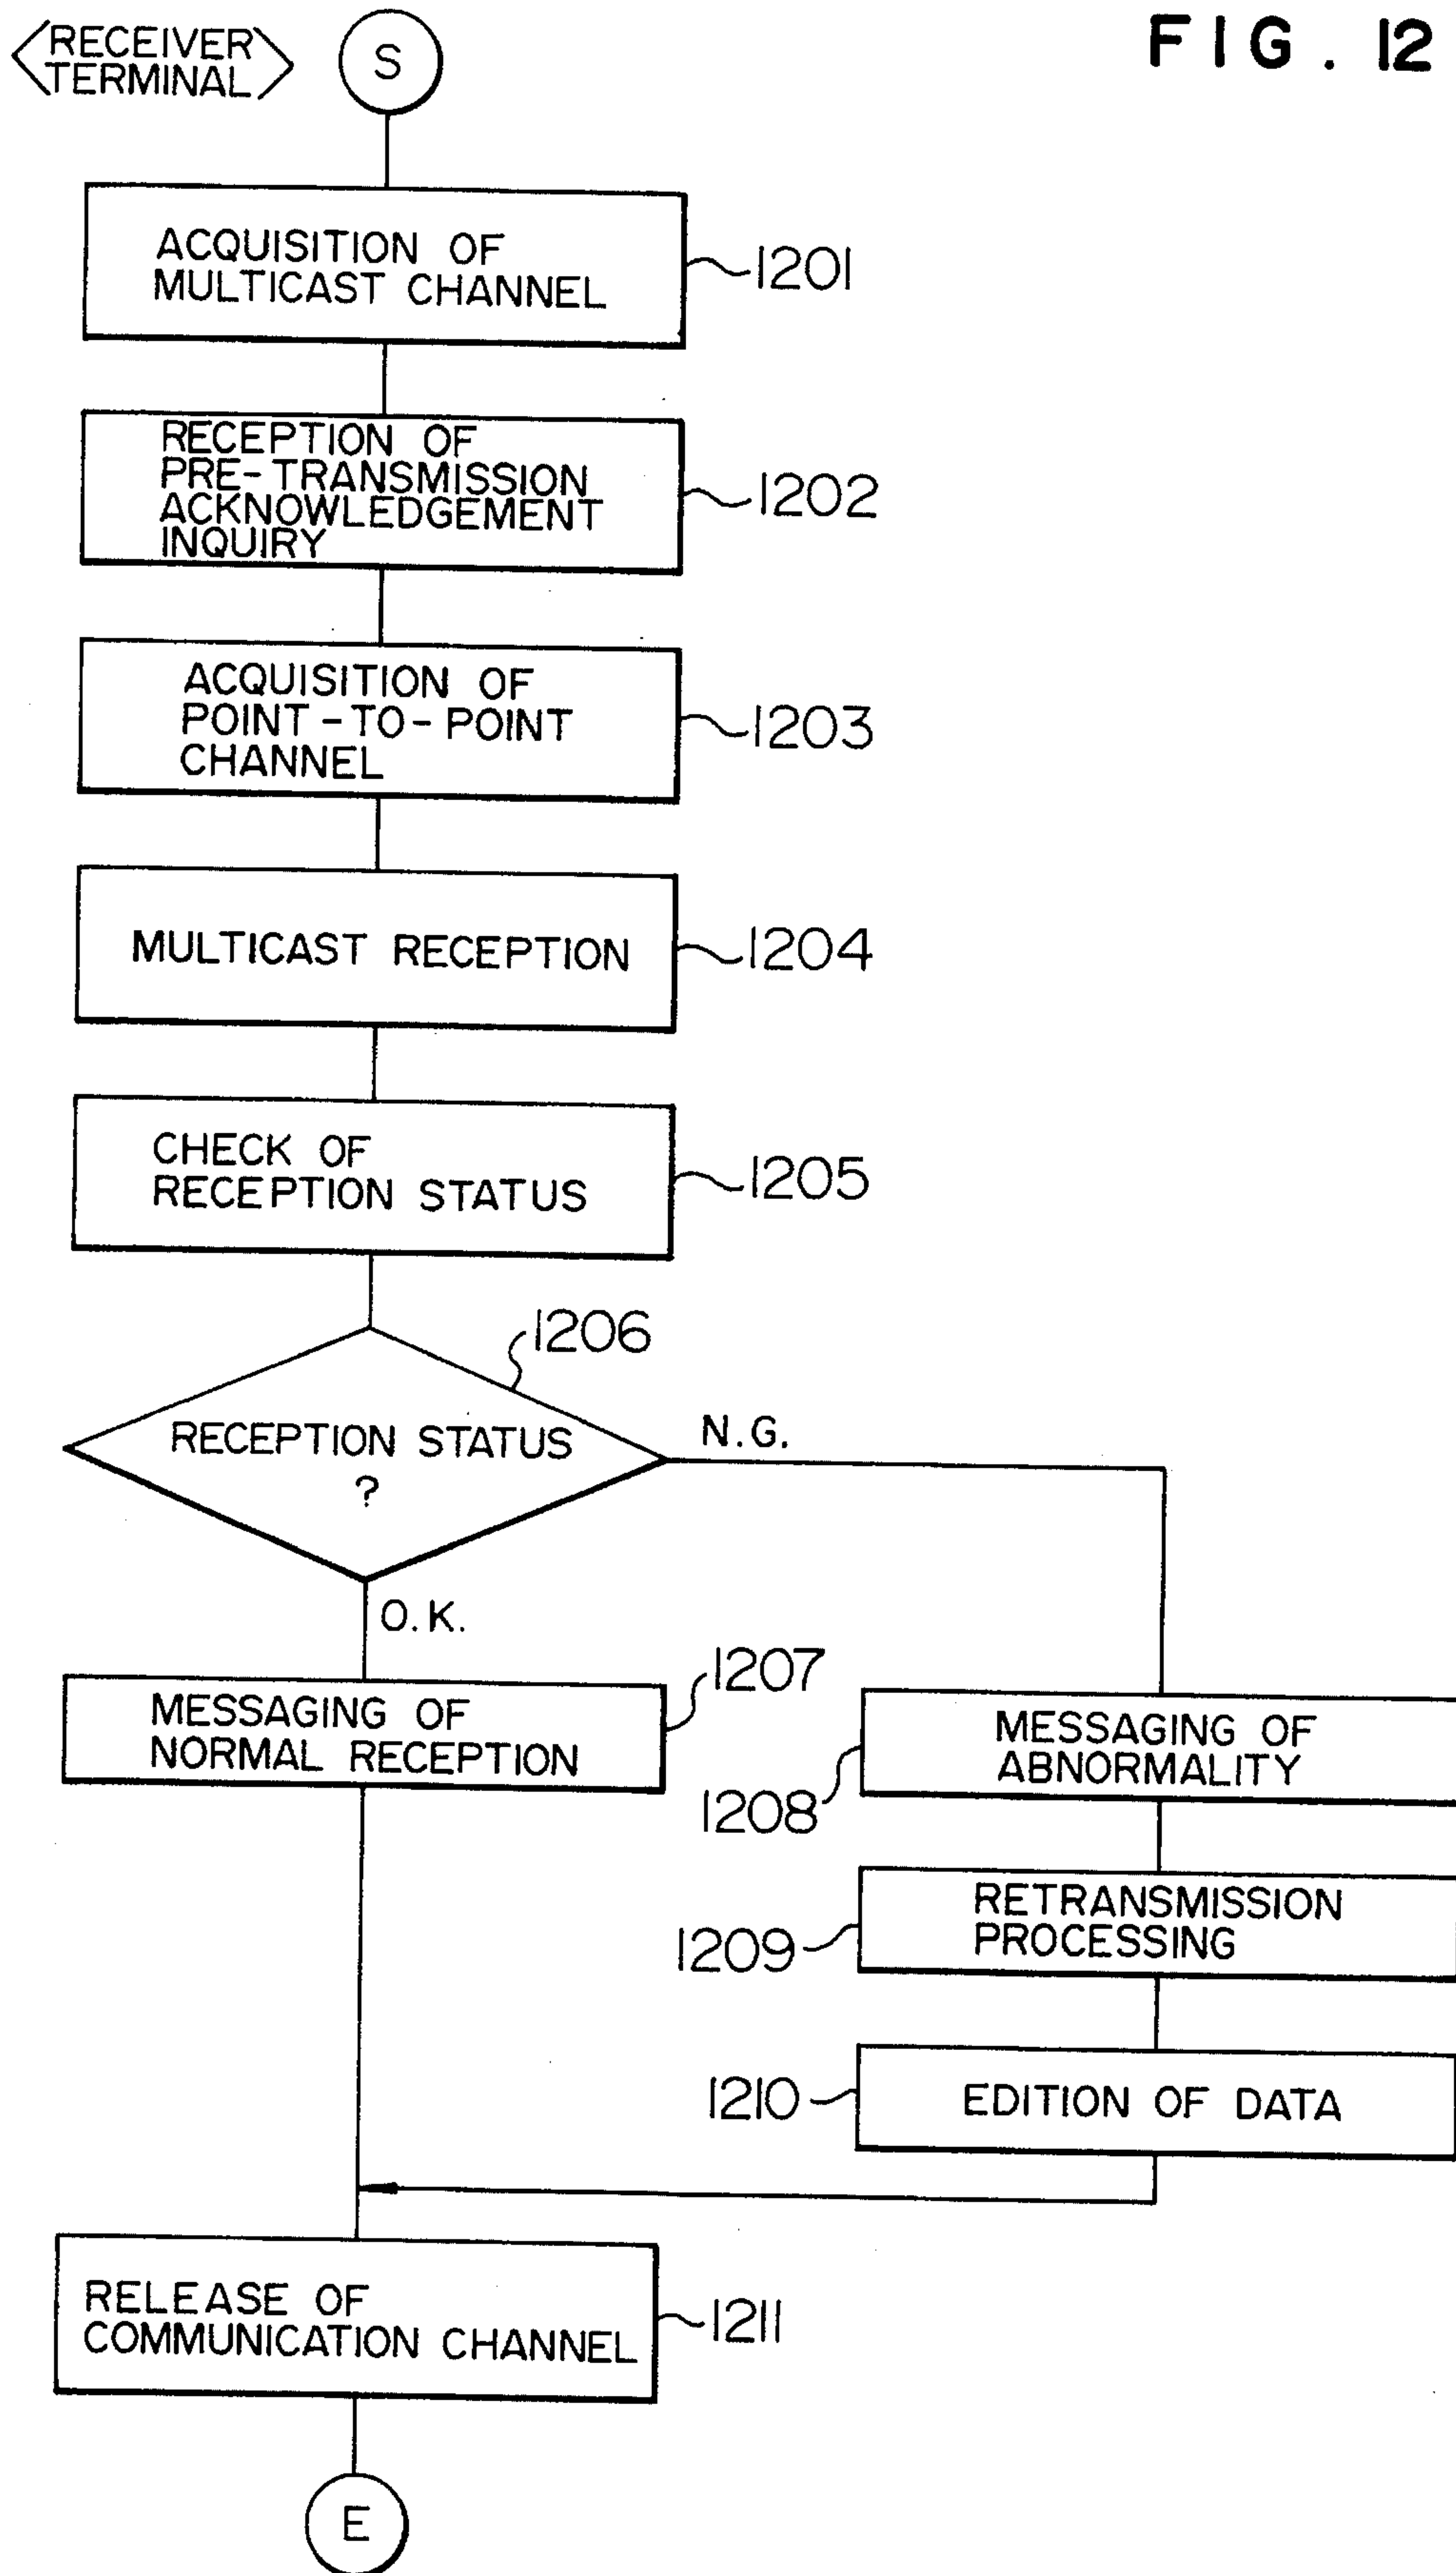 <RECEIVER
TERMINAL>
S
FIG. 12
ACQUISITION OF
MULTICAST CHANNEL
1201
RECEPTION OF
PRE-TRANSMISSION
ACKNOWLEDGEMENT
INQUIRY
1202
ACQUISITION OF
POINT-TO-POINT
CHANNEL
1203
MULTICAST RECEPTION
1204
CHECK OF
RECEPTION STATUS
1205
1206
RECEPTION STATUS
?
N.G.
O.K.
1207
MESSAGING OF
NORMAL RECEPTION
MESSAGING OF
ABNORMALITY
1208
RETRANSMISSION
PROCESSING
1209
1210
EDITION OF DATA
RELEASE OF
COMMUNICATION CHANNEL
1211
E